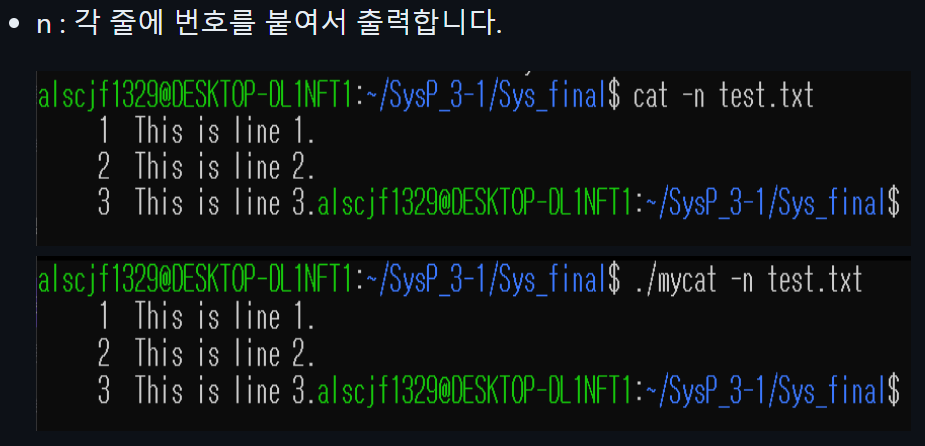 • n : 각 줄에 번호를 붙여서 출력합니다.
alscjf1329@DESKTOP-DL1NFT1:~/SysP_3-1/Sys_final$ cat -n test.txt
1 This is line 1.
2 This is line 2.
3 This is line 3.alscjf1329@DESKTOP-DL1NFT1:~/SysP_3-1/Sys_final$
alscjf1329@DESKTOP-DL1NFT1:~/SysP_3-1/Sys_final$ ./mycat -n test.txt
1 This is line 1.
2 This is line 2.
3 This is line 3.alscjf1329@DESKTOP-DL1NFT1:~/SysP_3-1/Sys_final$